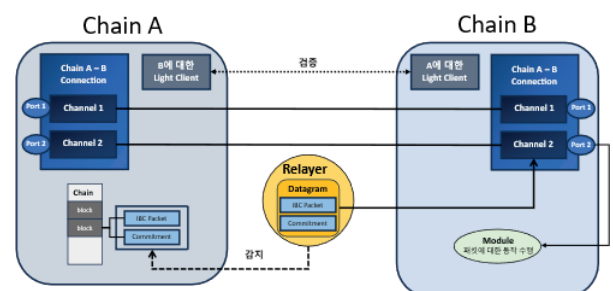 Chain A
Chain B
Chain A – B
Connection
B에 대한
Light Client
검증
A에 대한
Light Client
Chain A – B
Connection
Port 1
Channel 1
Channel 1
Port 1
Port 2
Channel 2
Channel 2
Port 2
Relayer
Datagram
IBC Packet
Commitment
Chain
block
block
IBC Packet
Commitment
감지
Module
패킷에 대한 동작 수행